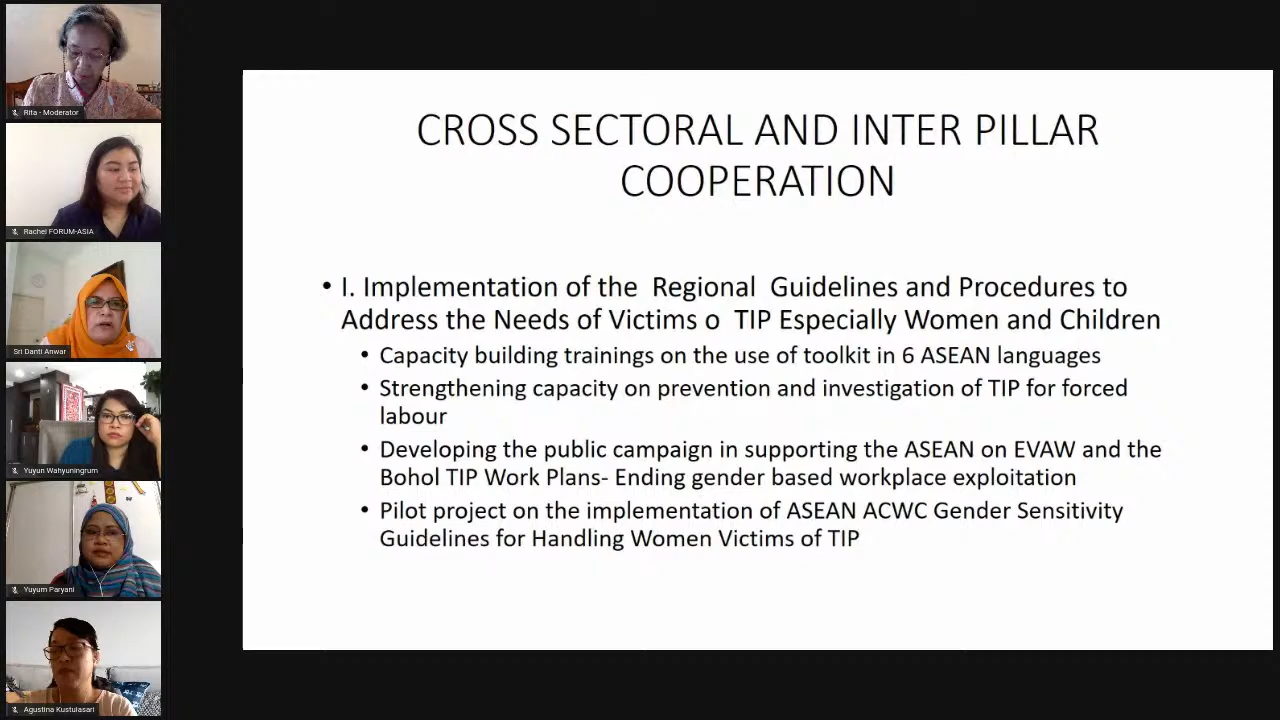 Rita - Moderator
Rachel FORUM-ASIA
Sri Danti Anwar
Yuyun Wahyuningrum
Yuyum Paryani
Agustina Kustulasari
CROSS SECTORAL AND INTER PILLAR
COOPERATION
• I. Implementation of the Regional Guidelines and Procedures to
Address the Needs of Victims o TIP Especially Women and Children
• Capacity building trainings on the use of toolkit in 6 ASEAN languages
• Strengthening capacity on prevention and investigation of TIP for forced
labour
• Developing the public campaign in supporting the ASEAN on EVAW and the
Bohol TIP Work Plans- Ending gender based workplace exploitation
• Pilot project on the implementation of ASEAN ACWC Gender Sensitivity
Guidelines for Handling Women Victims of TIP